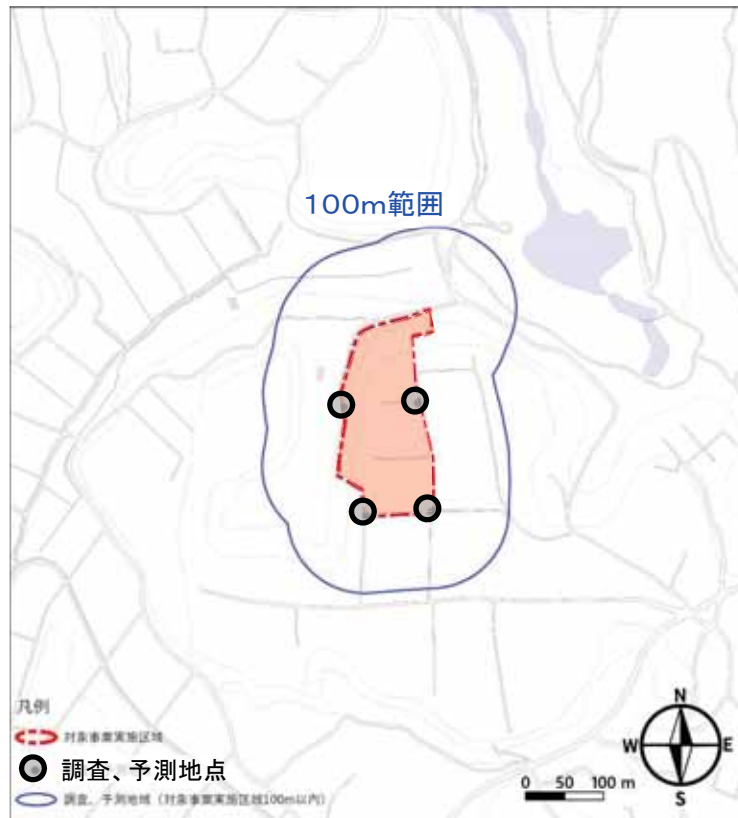 100m範囲
凡例
対象事業実施区域
調査、予測地点
調査、予測地域(対象事業実施区域100m以内)
N
W E
S
0 50 100 m